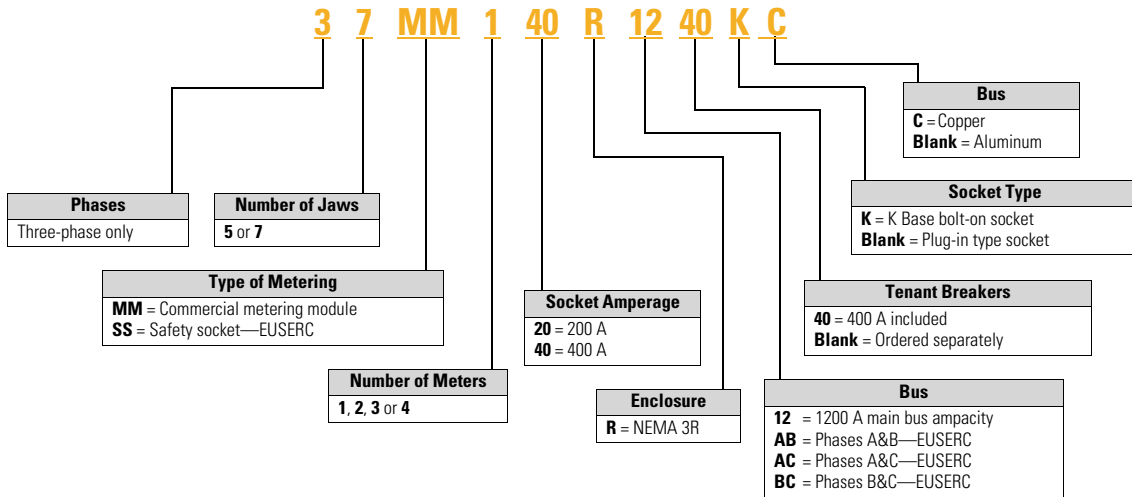 3 7 MM 1 40 R 12 40 K C
Bus
C = Copper
Blank = Aluminum
Phases
Three-phase only
Number of Jaws
5 or 7
Socket Type
K = K Base bolt-on socket
Blank = Plug-in type socket
Type of Metering
MM = Commercial metering module
SS = Safety socket—EUSERC
Socket Amperage
20 = 200 A
40 = 400 A
Tenant Breakers
40 = 400 A included
Blank = Ordered separately
Number of Meters
1, 2, 3 or 4
Enclosure
R = NEMA 3R
Bus
12 = 1200 A main bus ampacity
AB = Phases A&B—EUSERC
AC = Phases A&C—EUSERC
BC = Phases B&C—EUSERC